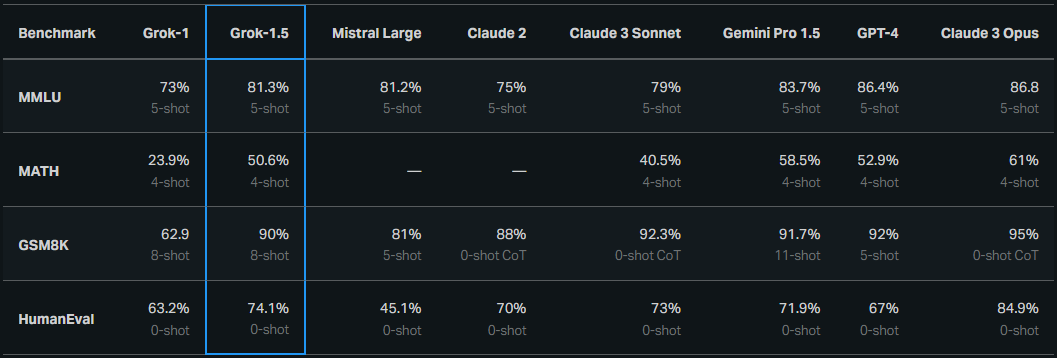 Benchmark Grok-1 Grok-1.5 Mistral Large Claude 2 Claude 3 Sonnet Gemini Pro 1.5 GPT-4 Claude 3 Opus
MMLU 73% 81.3% 81.2% 75% 79% 83.7% 86.4% 86.8
5-shot 5-shot 5-shot 5-shot 5-shot 5-shot 5-shot 5-shot
MATH 23.9% 50.6% — — 40.5% 58.5% 52.9% 61%
4-shot 4-shot 4-shot 4-shot 4-shot 4-shot
GSM8K 62.9 90% 81% 88% 92.3% 91.7% 92% 95%
8-shot 8-shot 5-shot 0-shot CoT 0-shot CoT 11-shot 5-shot 0-shot CoT
HumanEval 63.2% 74.1% 45.1% 70% 73% 71.9% 67% 84.9%
0-shot 0-shot 0-shot 0-shot 0-shot 0-shot 0-shot 0-shot